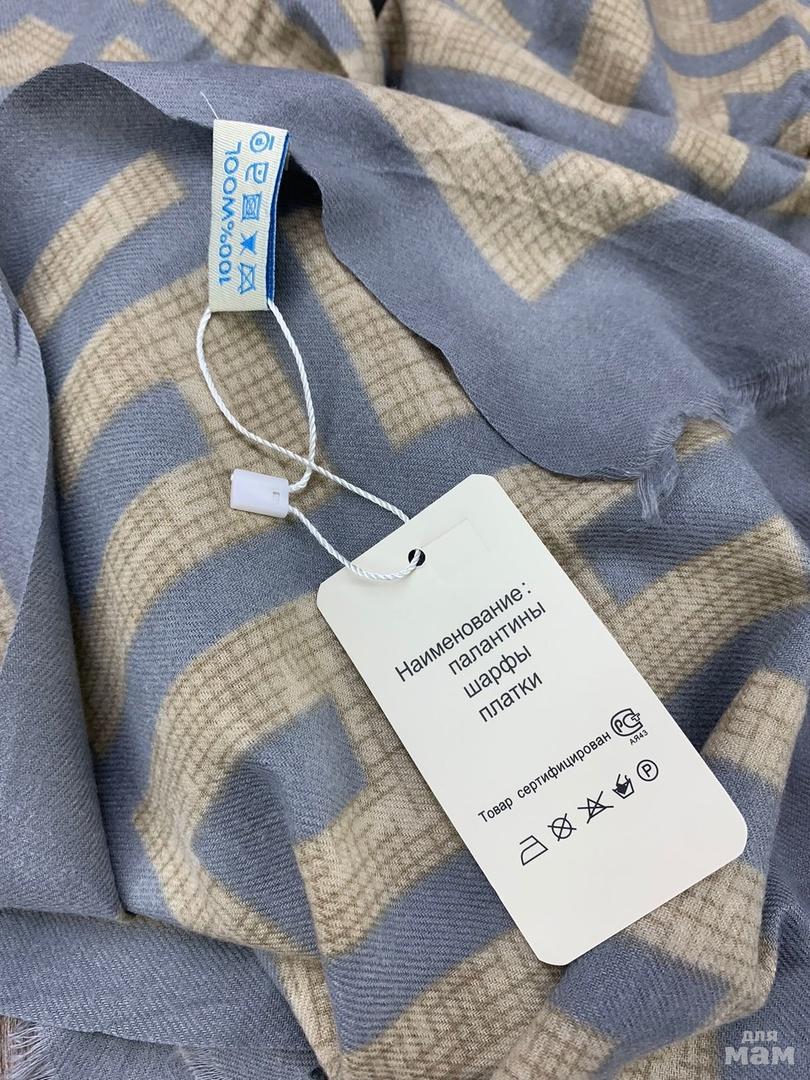 100%WOOL
Наименование:
палантины
шарфы
платки
Товар сертифицирован
АЯ43
P
P
для
мам